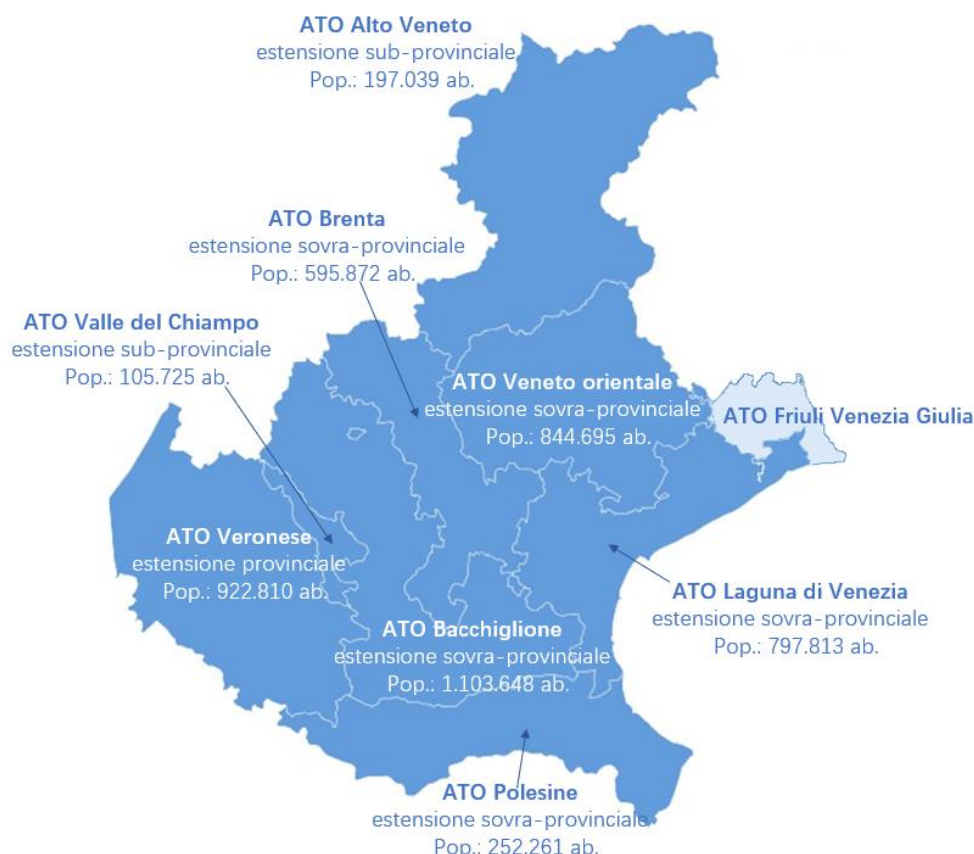 ATO Alto Veneto
estensione sub-provinciale
Pop.: 197.039 ab.
ATO Brenta
estensione sovra-provinciale
Pop.: 595.872 ab.
ATO Valle del Chiampo
estensione sub-provinciale
Pop.: 105.725 ab.
ATO Veneto orientale
estensione sovra-provinciale
Pop.: 844.695 ab.
ATO Friuli Venezia Giulia
ATO Veronese
estensione provinciale
Pop.: 922.810 ab.
ATO Laguna di Venezia
estensione sovra-provinciale
Pop.: 797.813 ab.
ATO Bacchiglione
estensione sovra-provinciale
Pop.: 1.103.648 ab.
ATO Polesine
estensione sovra-provinciale
Pop.: 252.261 ab.